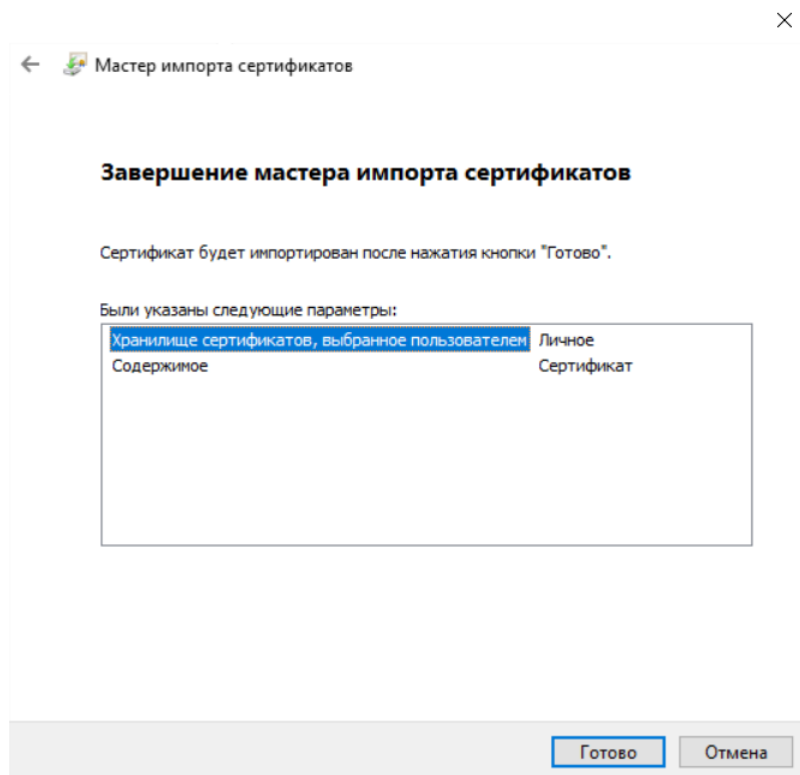 Мастер импорта сертификатов
Завершение мастера импорта сертификатов
Сертификат будет импортирован после нажатия кнопки "Готово".
Были указаны следующие параметры:
Хранилище сертификатов, выбранное пользователем Личное
Содержимое Сертификат
Готово Отмена